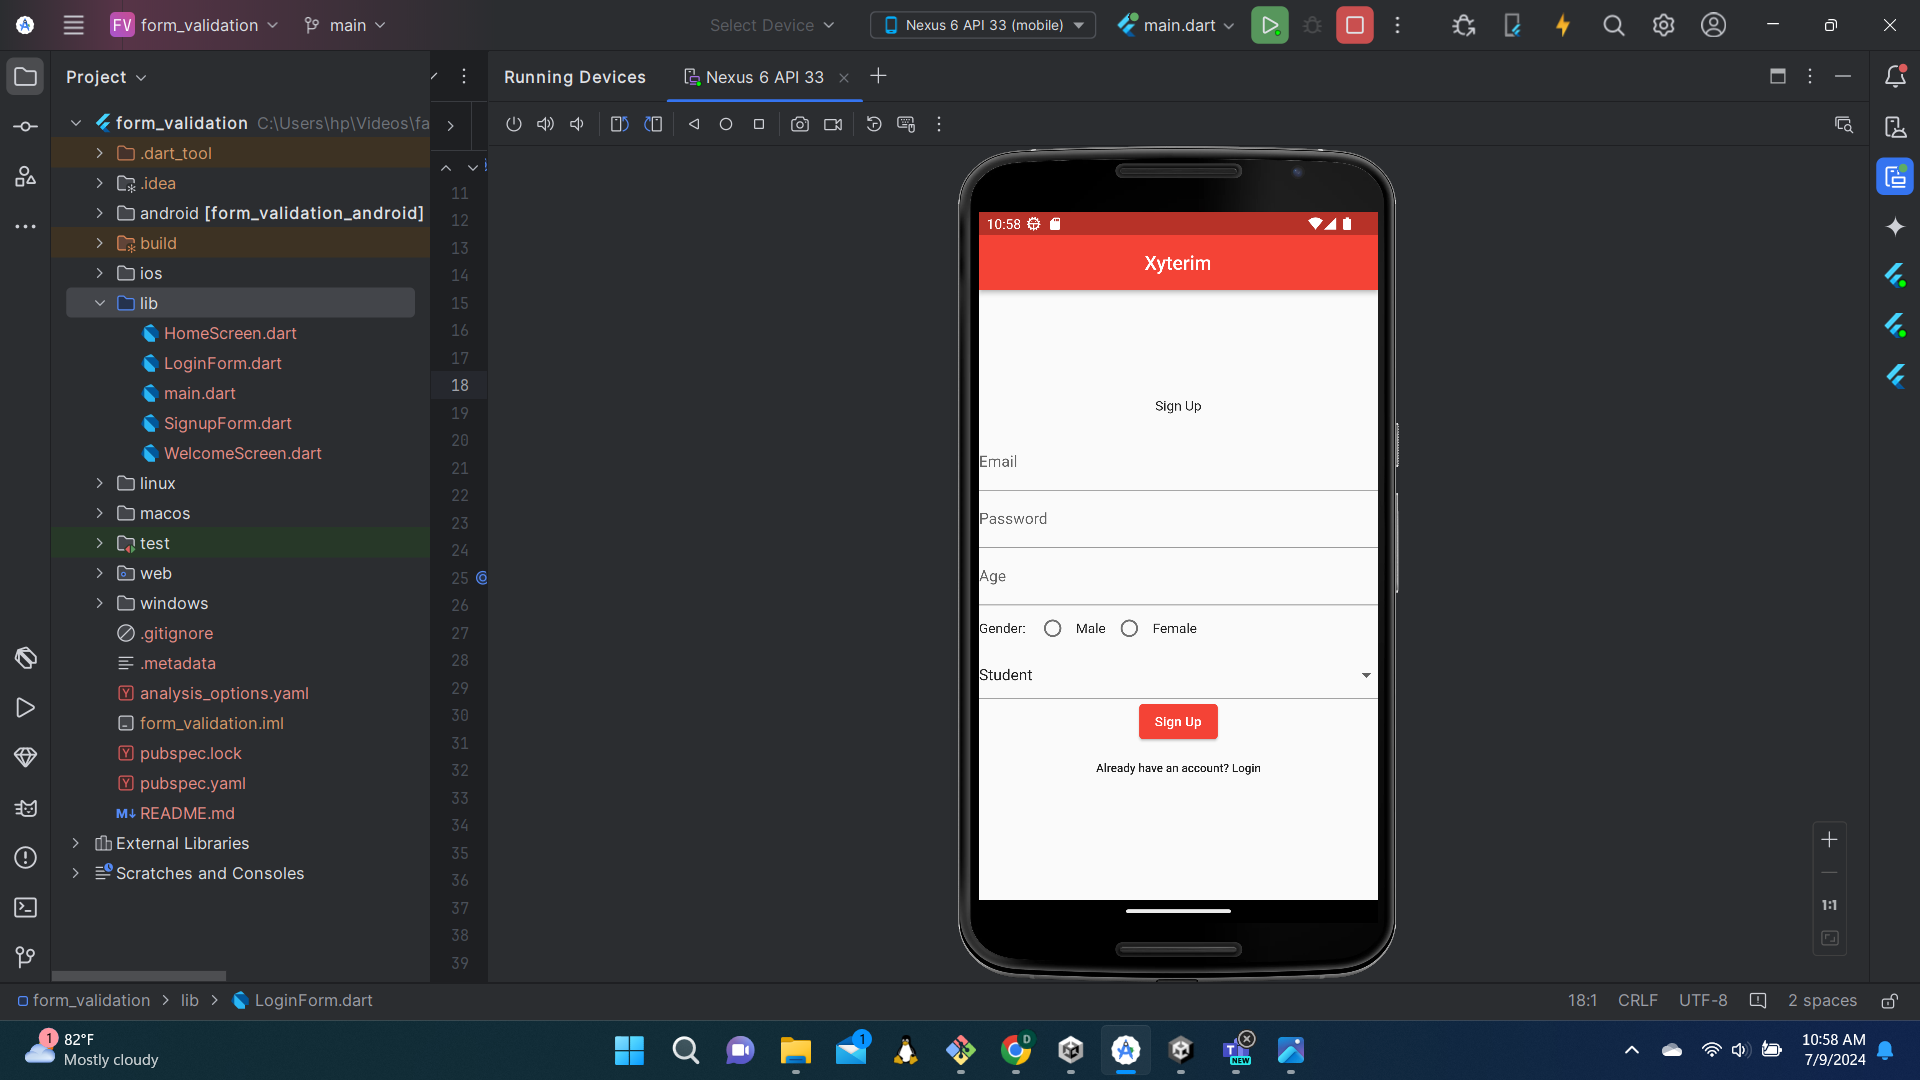 FV form_validation
main
Select Device
Nexus 6 API 33 (mobile)
main.dart
Project
Running Devices
Nexus 6 API 33
form_validation C:\Users\hp\Videos\fa
.dart_tool
.idea
android [form_validation_android]
build
ios
lib
HomeScreen.dart
LoginForm.dart
main.dart
SignupForm.dart
WelcomeScreen.dart
linux
macos
test
web
windows
.gitignore
.metadata
analysis_options.yaml
form_validation.iml
pubspec.lock
pubspec.yaml
M↓ README.md
External Libraries
Scratches and Consoles
11
12
13
14
15
16
17
18
19
20
21
22
23
24
25
26
27
28
29
30
31
32
33
34
35
36
37
38
39
10:58
Xyterim
Sign Up
Email
Password
Age
Gender: Male Female
Student
Sign Up
Already have an account? Login
1:1
form_validation > lib > LoginForm.dart
18:1 CRLF UTF-8 2 spaces
1
82°F
Mostly cloudy
1
D
NEW
10:58 AM
7/9/2024